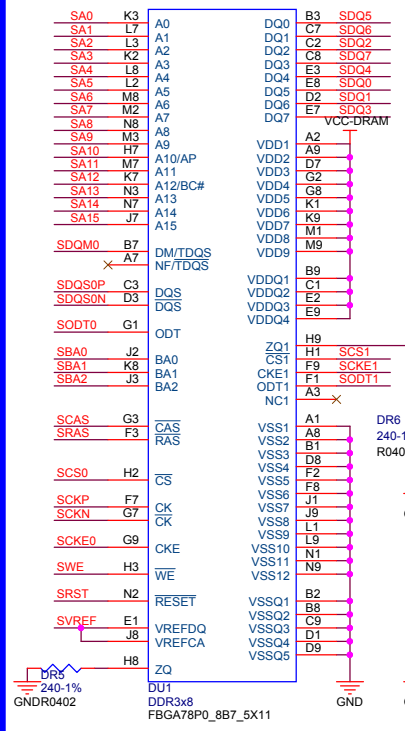 SA0 K3 A0
SA1 L7 A1
SA2 L3 A2
SA3 K2 A3
SA4 L8 A4
SA5 L2 A5
SA6 M8 A6
SA7 M2 A7
SA8 N8 A8
SA9 M3 A9
SA10 H7 A10/AP
SA11 M7 A11
SA12 K7 A12/BC#
SA13 N3 A13
SA14 N7 A14
SA15 J7 A15
SDQM0 B7 DM/TDQS
A7 NF/TDQS
SDQS0P C3 DQS
SDQS0N D3 DQS
SODT0 G1 ODT
SBA0 J2 BA0
SBA1 K8 BA1
SBA2 J3 BA2
SCAS G3 CAS
SRAS F3 RAS
SCS0 H2 CS
SCKP F7 CK
SCKN G7 CK
SCKE0 G9 CKE
SWE H3 WE
SRST N2 RESET
SVREF E1 VREFDQ
J8 VREFCA
H8 ZQ
DR5
240-1%
GND R0402
DQ0 B3 SDQ5
DQ1 C7 SDQ6
DQ2 C2 SDQ2
DQ3 C8 SDQ7
DQ4 E3 SDQ4
DQ5 E8 SDQ0
DQ6 D2 SDQ1
DQ7 E7 SDQ3
VCC-DRAM
VDD1 A2
VDD2 A9
VDD3 D7
VDD4 G2
VDD5 G8
VDD6 K1
VDD7 K9
VDD8 M1
VDD9 M9
VDDQ1 B9
VDDQ2 C1
VDDQ3 E2
VDDQ4 E9
ZQ1 H9
CS1 H1 SCS1
CKE1 F9 SCKE1
ODT1 F1 SODT1
NC1 A3
VSS1 A1
VSS2 A8
VSS3 B1
VSS4 D8
VSS5 F2
VSS6 F8
VSS7 J1
VSS8 J9
VSS9 L1
VSS10 L9
VSS11 N1
VSS12 N9
VSSQ1 B2
VSSQ2 B8
VSSQ3 C9
VSSQ4 D1
VSSQ5 D9
GND
DR6
240-1
R040
DU1
DDR3x8
FBGA78P0_8B7_5X11